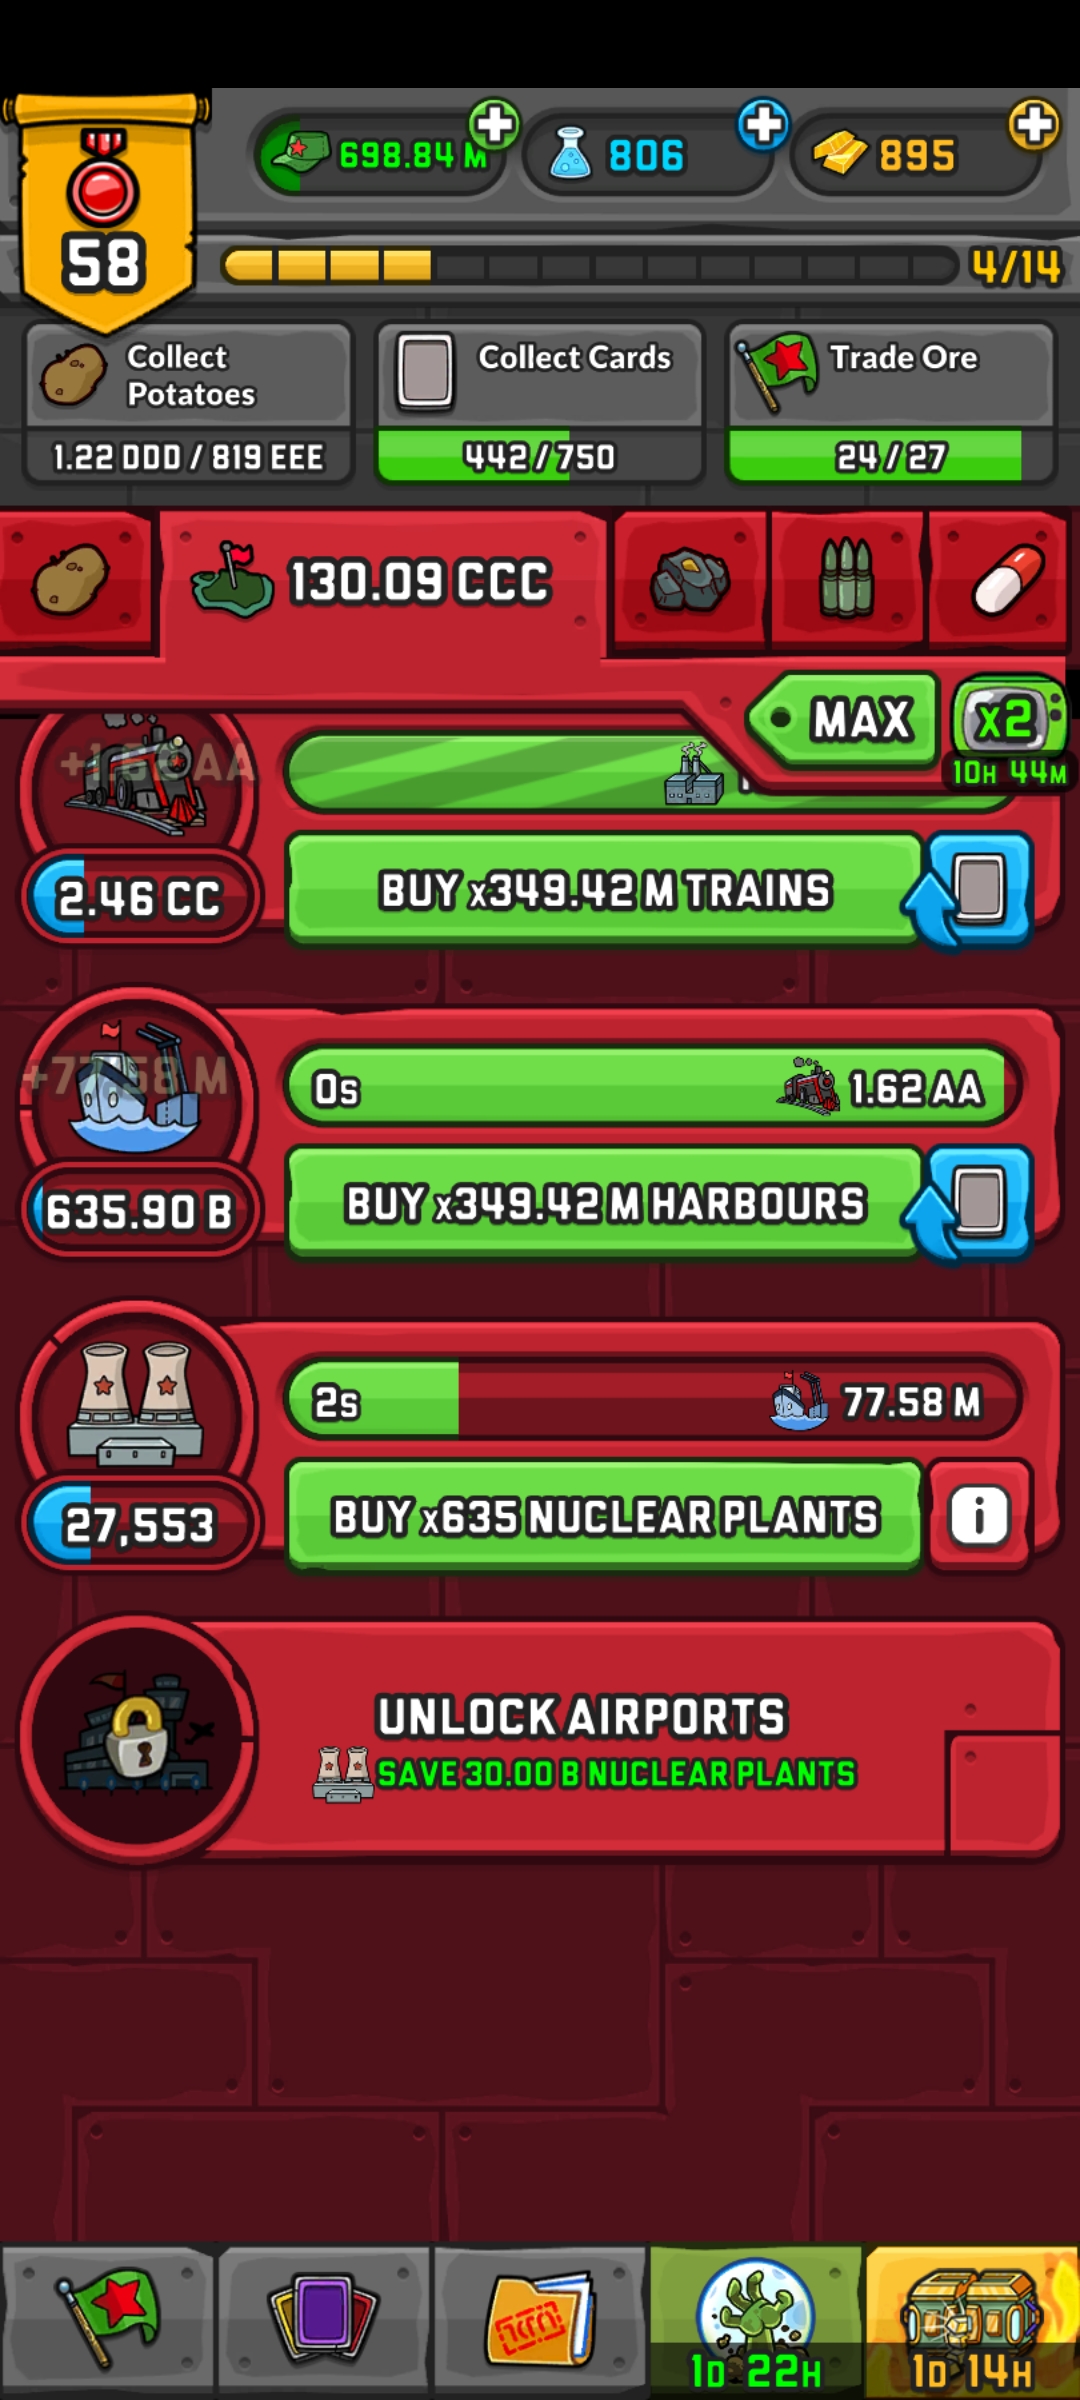 698.84 M
806
895
58
4/14
Collect
Potatoes
Collect Cards
Trade Ore
1.22 DDD / 819 EEE
442/750
24/27
130.09 CCC
MAX
x2
10H 44M
2.46 CC
BUY x349.42 M TRAINS
+77.58 M
0s
1.62 AA
635.90 B
BUY x349.42 M HARBOURS
2s
77.58 M
27,553
BUY x635 NUCLEAR PLANTS
i
UNLOCK AIRPORTS
SAVE 30.00 B NUCLEAR PLANTS
1D 22H
1D 14H